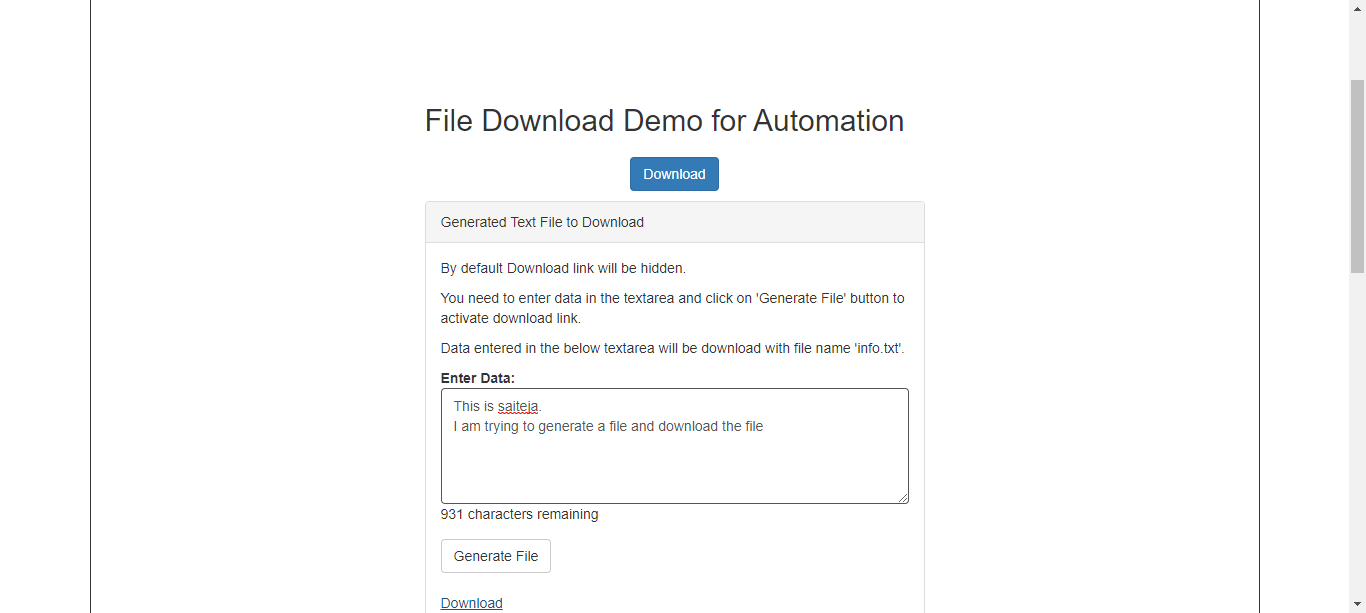 File Download Demo for Automation
Download
Generated Text File to Download
By default Download link will be hidden.
You need to enter data in the textarea and click on 'Generate File' button to
activate download link.
Data entered in the below textarea will be download with file name 'info.txt'.
Enter Data:
This is saiteja.
I am trying to generate a file and download the file
931 characters remaining
Generate File
Download